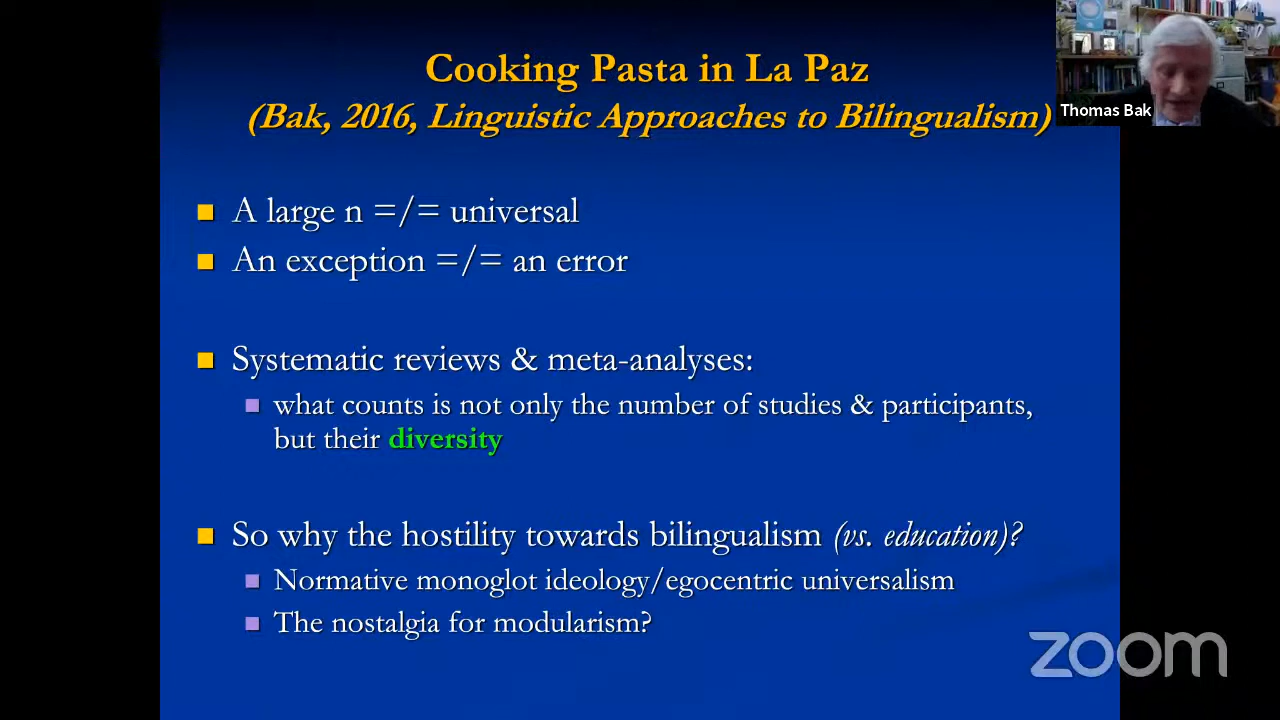 Cooking Pasta in La Paz
(Bak, 2016, Linguistic Approaches to Bilingualism)
Thomas Bak
A large n =/= universal
An exception =/= an error
Systematic reviews & meta-analyses:
what counts is not only the number of studies & participants,
but their diversity
So why the hostility towards bilingualism (vs. education)?
Normative monoglot ideology/egocentric universalism
The nostalgia for modularism?
zoom